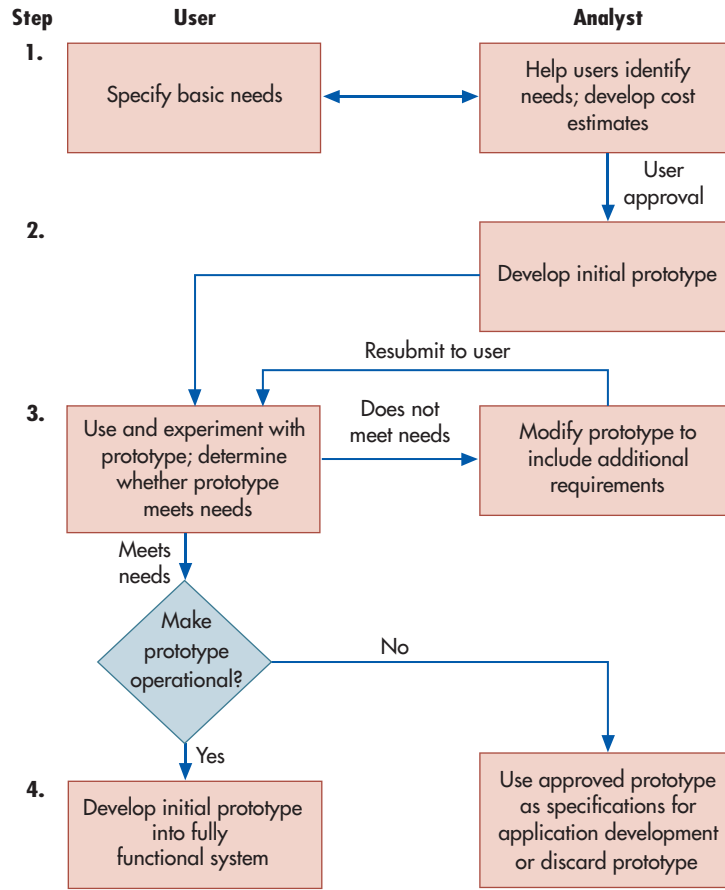 Step
User
Analyst
1.
Specify basic needs
Help users identify
needs; develop cost
estimates
User
approval
2.
Develop initial prototype
Resubmit to user
3.
Use and experiment with
prototype; determine
whether prototype
meets needs
Does not
meet needs
Modify prototype to
include additional
requirements
Meets
needs
Make
prototype
operational?
No
Yes
4.
Develop initial prototype
into fully
functional system
Use approved prototype
as specifications for
application development
or discard prototype